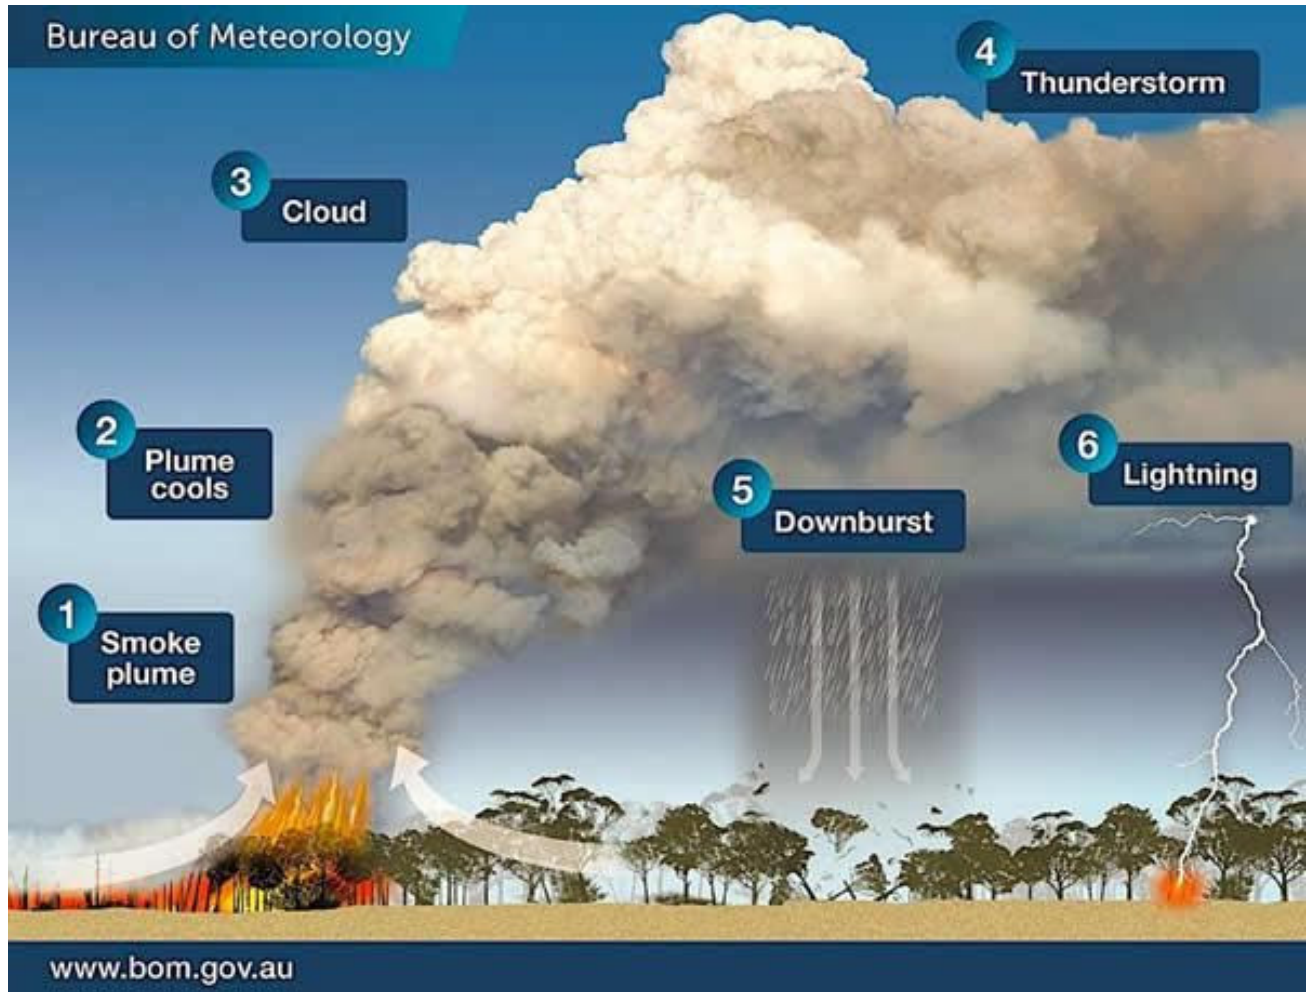 Bureau of Meteorology
4
Thunderstorm
3
Cloud
2
Plume
cools
6
Lightning
5
Downburst
1
Smoke
plume
www.bom.gov.au